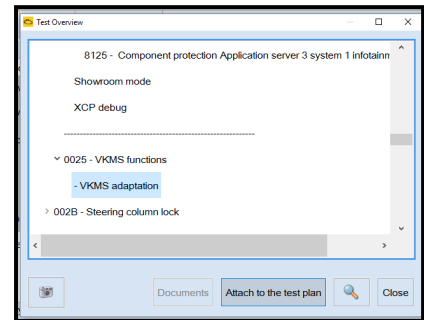 Test Overview
8125 - Component protection Application server 3 system 1 infotainm
Showroom mode
XCP debug
------------------------------------------------------------
0025 - VKMS functions
- VKMS adaptation
002B - Steering column lock
Documents Attach to the test plan Close